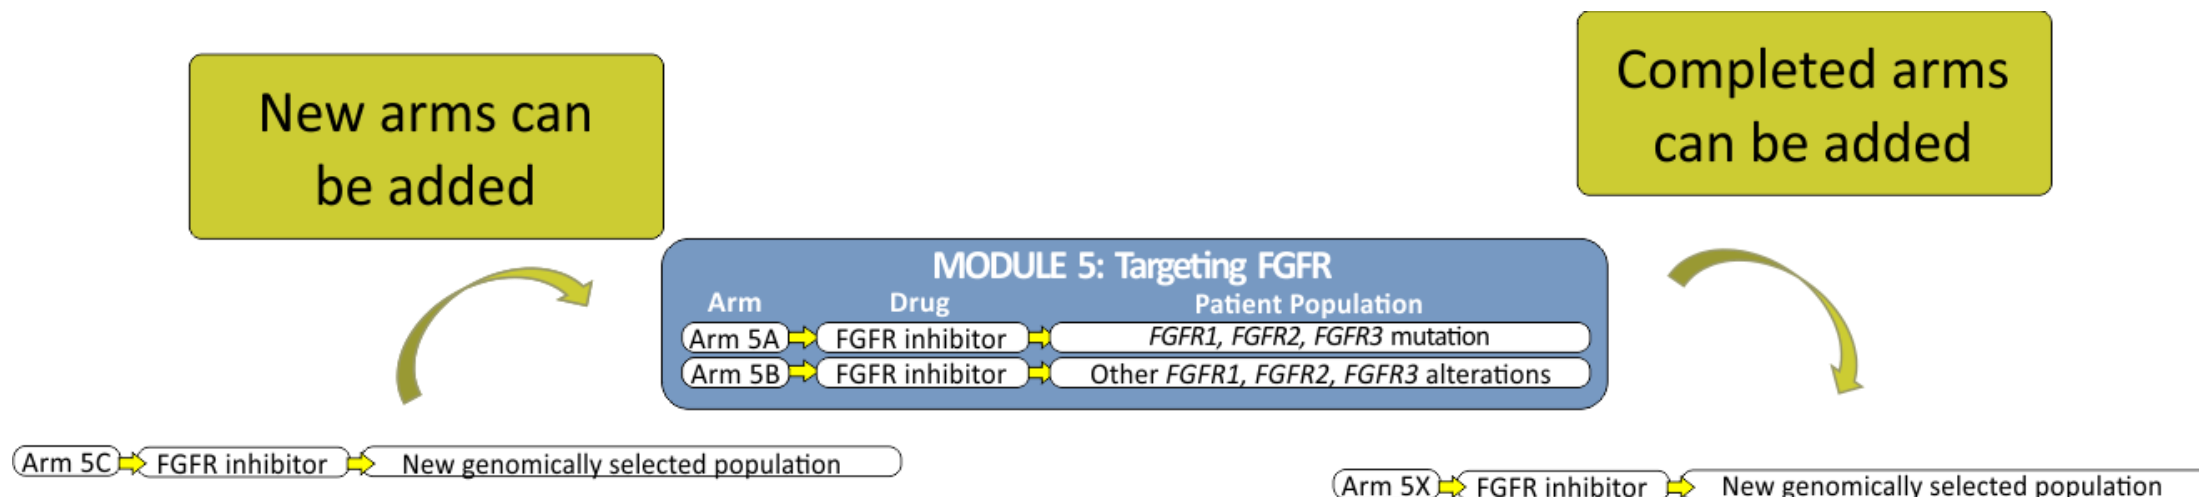 New arms can
be added
Completed arms
can be added
MODULE 5: Targeting FGFR
Arm Drug Patient Population
Arm 5A FGFR inhibitor FGFR1, FGFR2, FGFR3 mutation
Arm 5B FGFR inhibitor Other FGFR1, FGFR2, FGFR3 alterations
Arm 5C FGFR inhibitor New genomically selected population
Arm 5X FGFR inhibitor New genomically selected population